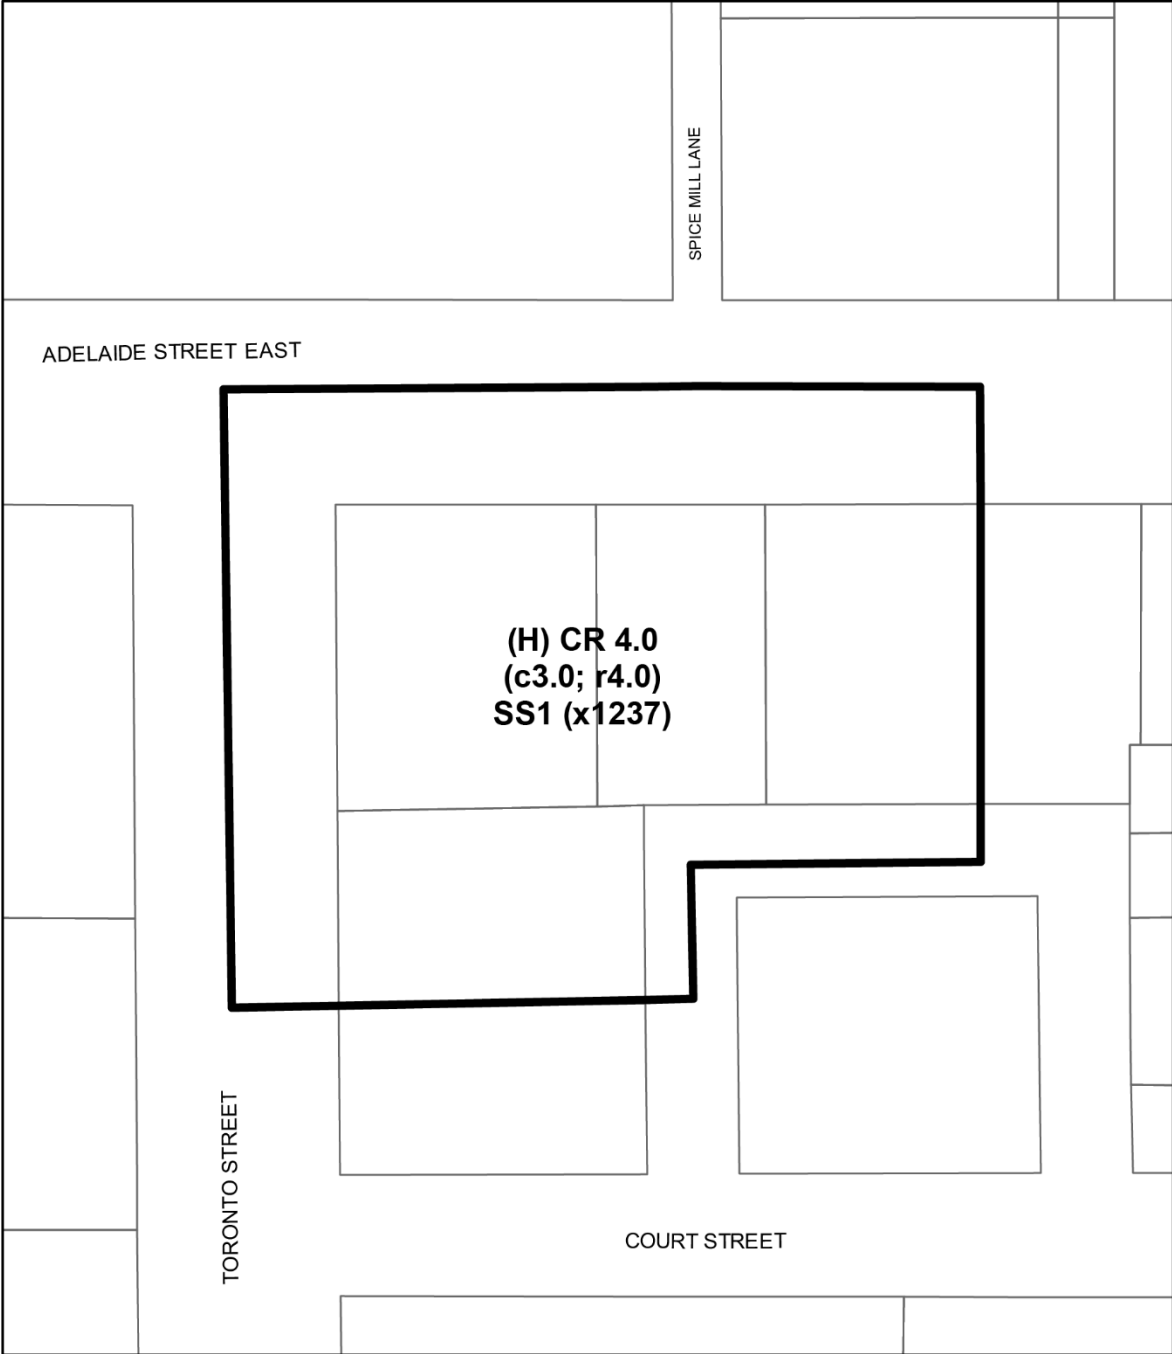 SPICE MILL LANE
ADELAIDE STREET EAST
(H) CR 4.0
(c3.0; r4.0)
SS1 (x1237)
TORONTO STREET
COURT STREET